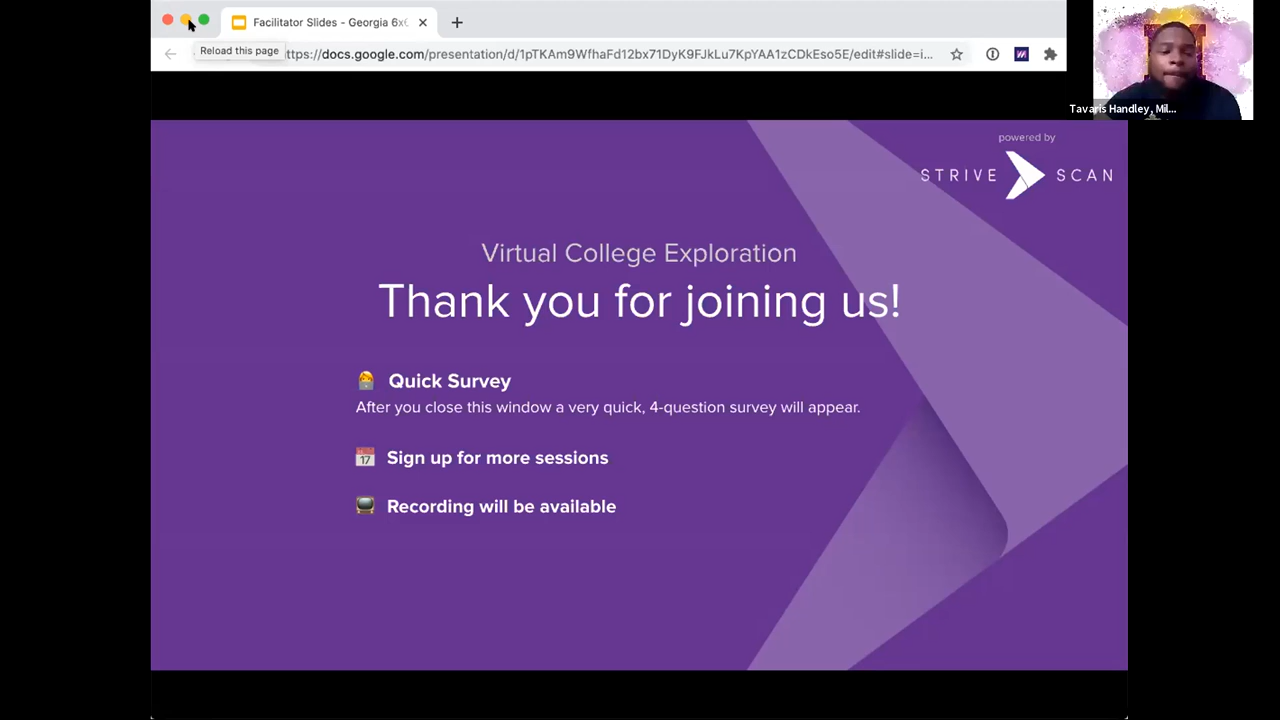 Facilitator Slides - Georgia 6x6
Reload this page
https://docs.google.com/presentation/d/1pTKAm9WfhaFd12bx71DyK9FJkLu7KpYAA1zCDkEso5E/edit#slide=i...
Tavaris Handley, Mil...
powered by
STRIVE SCAN
Virtual College Exploration
Thank you for joining us!
Quick Survey
After you close this window a very quick, 4-question survey will appear.
17
Sign up for more sessions
Recording will be available